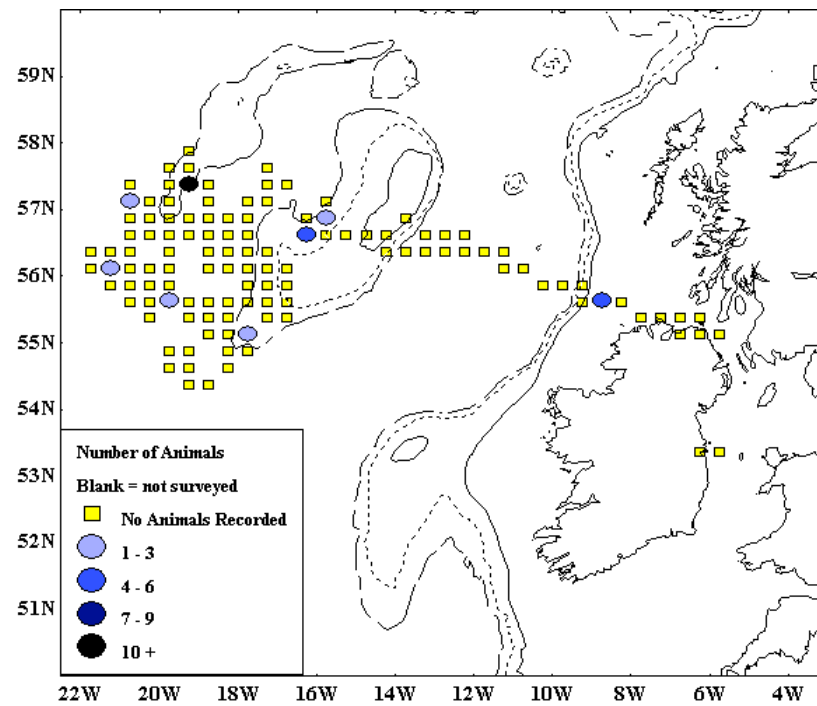 59N
58N
57N
56N
55N
54N
53N
52N
51N
Number of Animals
Blank = not surveyed
No Animals Recorded
1 - 3
4 - 6
7 - 9
10 +
22W 20W 18W 16W 14W 12W 10W 8W 6W 4W